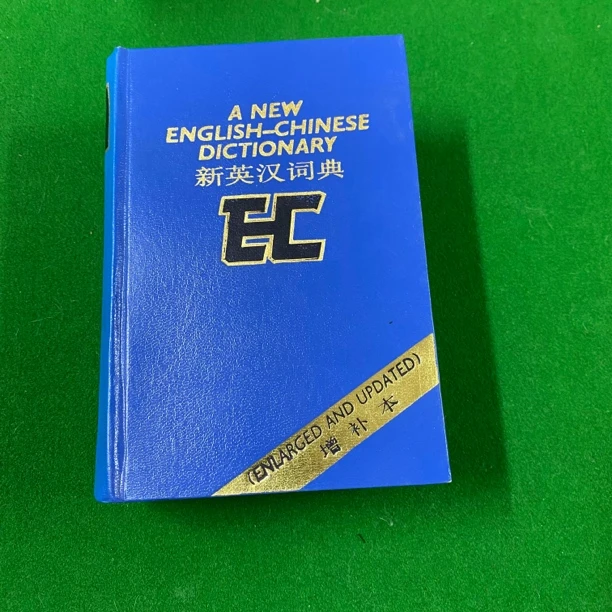 A NEW
ENGLISH–CHINESE
DICTIONARY
新英汉词典
EC
(ENLARGED AND UPDATED)
增补本